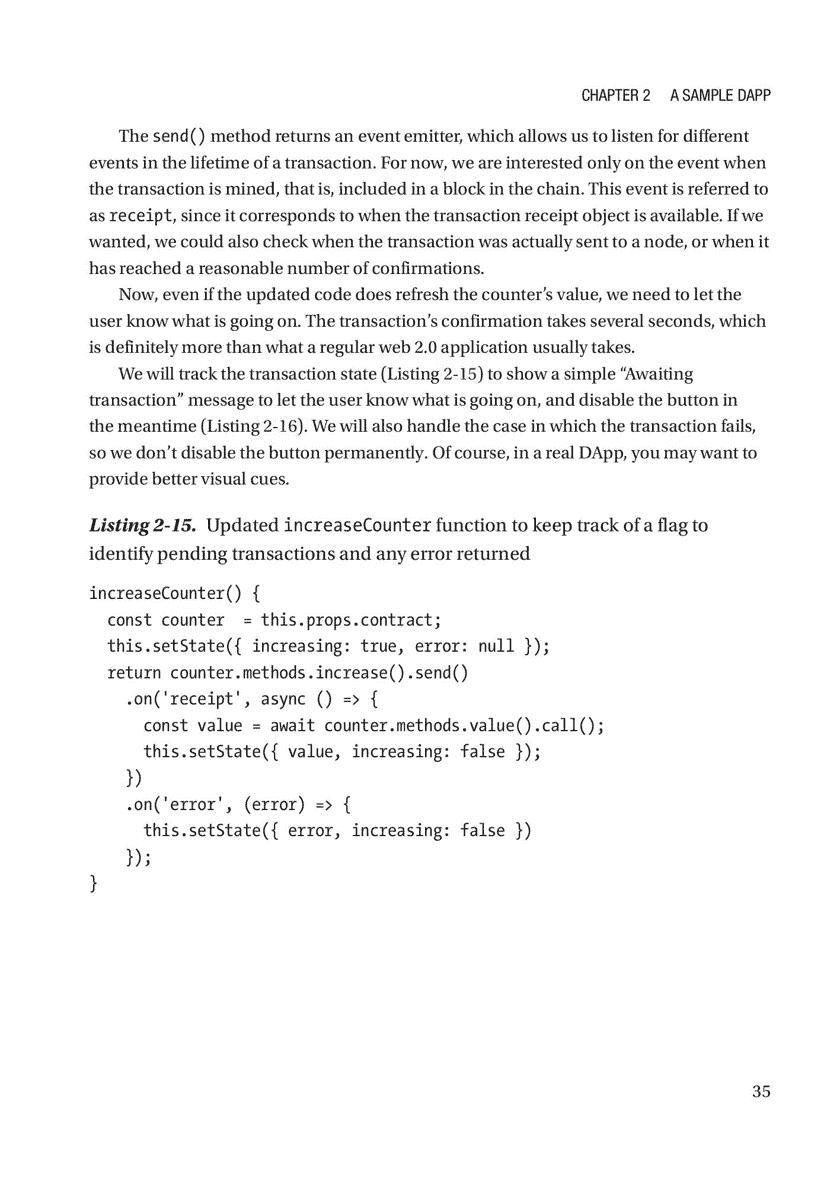 CHAPTER 2 A SAMPLE DAPP
The send() method returns an event emitter, which allows us to listen for different
events in the lifetime of a transaction. For now, we are interested only on the event when
the transaction is mined, that is, included in a block in the chain. This event is referred to
as receipt, since it corresponds to when the transaction receipt object is available. If we
wanted, we could also check when the transaction was actually sent to a node, or when it
has reached a reasonable number of confirmations.
Now, even if the updated code does refresh the counter’s value, we need to let the
user know what is going on. The transaction’s confirmation takes several seconds, which
is definitely more than what a regular web 2.0 application usually takes.
We will track the transaction state (Listing 2-15) to show a simple “Awaiting
transaction” message to let the user know what is going on, and disable the button in
the meantime (Listing 2-16). We will also handle the case in which the transaction fails,
so we don’t disable the button permanently. Of course, in a real DApp, you may want to
provide better visual cues.
Listing 2-15. Updated increaseCounter function to keep track of a flag to
identify pending transactions and any error returned
increaseCounter() {
  const counter  = this.props.contract;
  this.setState({ increasing: true, error: null });
  return counter.methods.increase().send()
    .on('receipt', async () => {
      const value = await counter.methods.value().call();
      this.setState({ value, increasing: false });
    })
    .on('error', (error) => {
      this.setState({ error, increasing: false })
    });
}
35